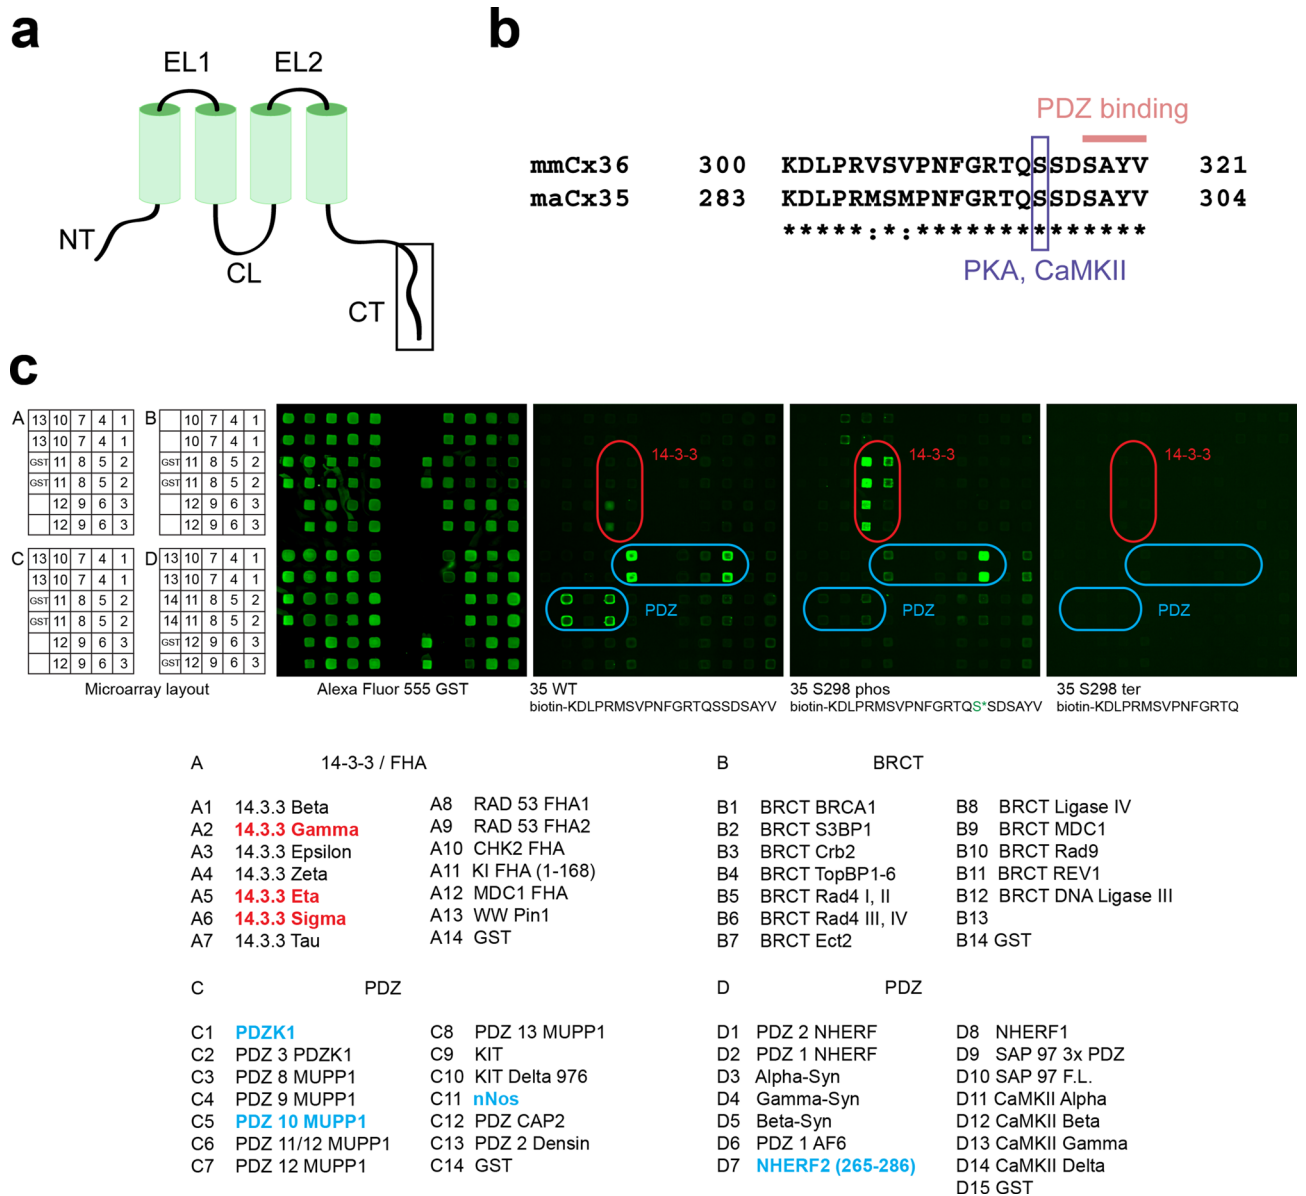 a
EL1 EL2
NT
CL
CT
b
PDZ binding
mmCx36 300 KDLPRVSVPNFGRTQSSDSAYV 321
maCx35 283 KDLPRMSMPNFGRTQSSDSAYV 304
*****:*:**************
PKA, CaMKII
c
A B
13 10 7 4 1 10 7 4 1
13 10 7 4 1 10 7 4 1
GST 11 8 5 2 GST 11 8 5 2
GST 11 8 5 2 GST 11 8 5 2
12 9 6 3 12 9 6 3
12 9 6 3 12 9 6 3
C D
13 10 7 4 1 13 10 7 4 1
13 10 7 4 1 13 10 7 4 1
GST 11 8 5 2 14 11 8 5 2
GST 11 8 5 2 14 11 8 5 2
12 9 6 3 GST 12 9 6 3
12 9 6 3 GST 12 9 6 3
14-3-3 14-3-3 14-3-3
PDZ PDZ PDZ
Microarray layout
Alexa Fluor 555 GST
35 WT
biotin-KDLPRMSVPNFGRTQSSDSAYV
35 S298 phos
biotin-KDLPRMSVPNFGRTQS*SDSAYV
35 S298 ter
biotin-KDLPRMSVPNFGRTQ
A 14-3-3 / FHA
A1 14.3.3 Beta
A2 14.3.3 Gamma
A3 14.3.3 Epsilon
A4 14.3.3 Zeta
A5 14.3.3 Eta
A6 14.3.3 Sigma
A7 14.3.3 Tau
A8 RAD 53 FHA1
A9 RAD 53 FHA2
A10 CHK2 FHA
A11 KI FHA (1-168)
A12 MDC1 FHA
A13 WW Pin1
A14 GST
B BRCT
B1 BRCT BRCA1
B2 BRCT S3BP1
B3 BRCT Crb2
B4 BRCT TopBP1-6
B5 BRCT Rad4 I, II
B6 BRCT Rad4 III, IV
B7 BRCT Ect2
B8 BRCT Ligase IV
B9 BRCT MDC1
B10 BRCT Rad9
B11 BRCT REV1
B12 BRCT DNA Ligase III
B13
B14 GST
C PDZ
C1 PDZK1
C2 PDZ 3 PDZK1
C3 PDZ 8 MUPP1
C4 PDZ 9 MUPP1
C5 PDZ 10 MUPP1
C6 PDZ 11/12 MUPP1
C7 PDZ 12 MUPP1
C8 PDZ 13 MUPP1
C9 KIT
C10 KIT Delta 976
C11 nNos
C12 PDZ CAP2
C13 PDZ 2 Densin
C14 GST
D PDZ
D1 PDZ 2 NHERF
D2 PDZ 1 NHERF
D3 Alpha-Syn
D4 Gamma-Syn
D5 Beta-Syn
D6 PDZ 1 AF6
D7 NHERF2 (265-286)
D8 NHERF1
D9 SAP 97 3x PDZ
D10 SAP 97 F.L.
D11 CaMKII Alpha
D12 CaMKII Beta
D13 CaMKII Gamma
D14 CaMKII Delta
D15 GST